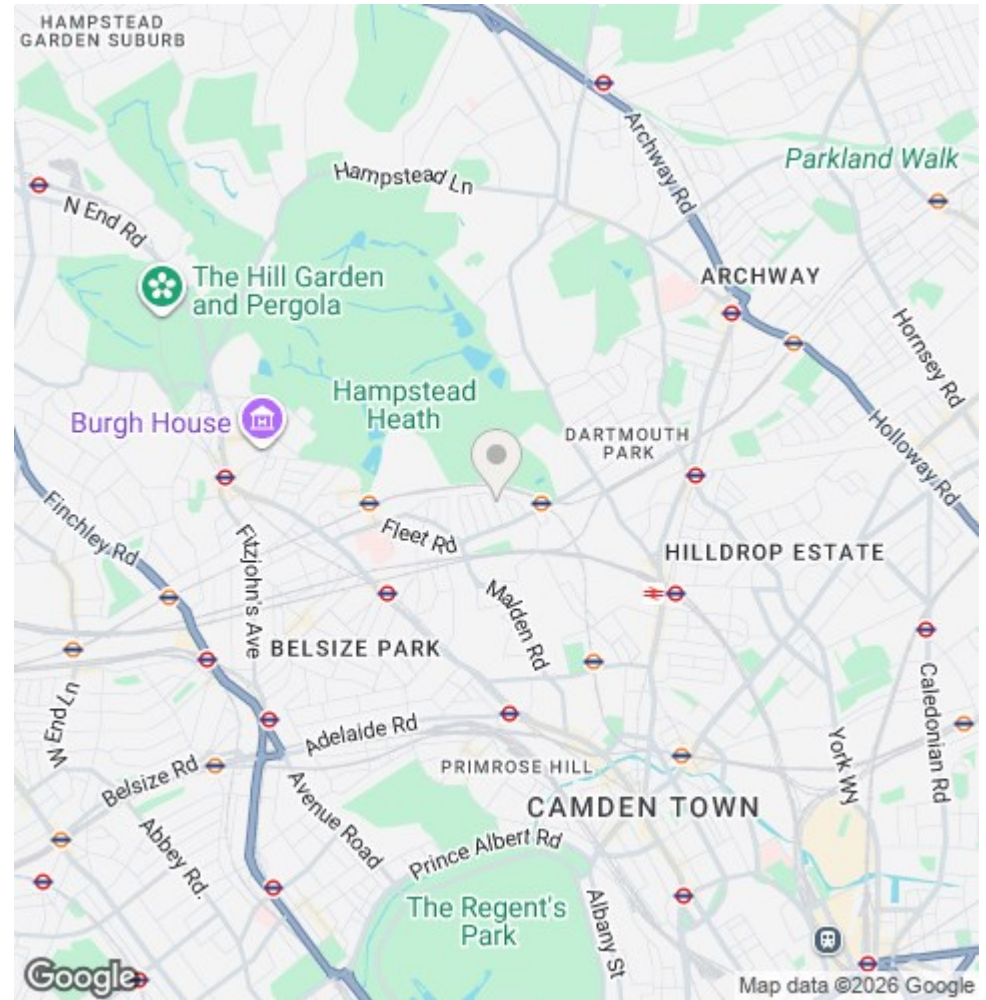 HAMPSTEAD
GARDEN SUBURB
Archway Rd
Parkland Walk
Hampstead Ln
N End Rd
The Hill Garden
and Pergola
ARCHWAY
Hornsey Rd
Hampstead
Heath
Burgh House
DARTMOUTH
PARK
Holloway Rd
Finchley Rd
Fitzjohn's Ave
Fleet Rd
HILLDROP ESTATE
Malden Rd
BELSIZE PARK
W End Ln
Adelaide Rd
Caledonian Rd
York Wy
Belsize Rd
PRIMROSE HILL
Avenue Road
CAMDEN TOWN
Abbey Rd.
Prince Albert Rd
The Regent's
Park
Albany St
Google
Map data ©2026 Google